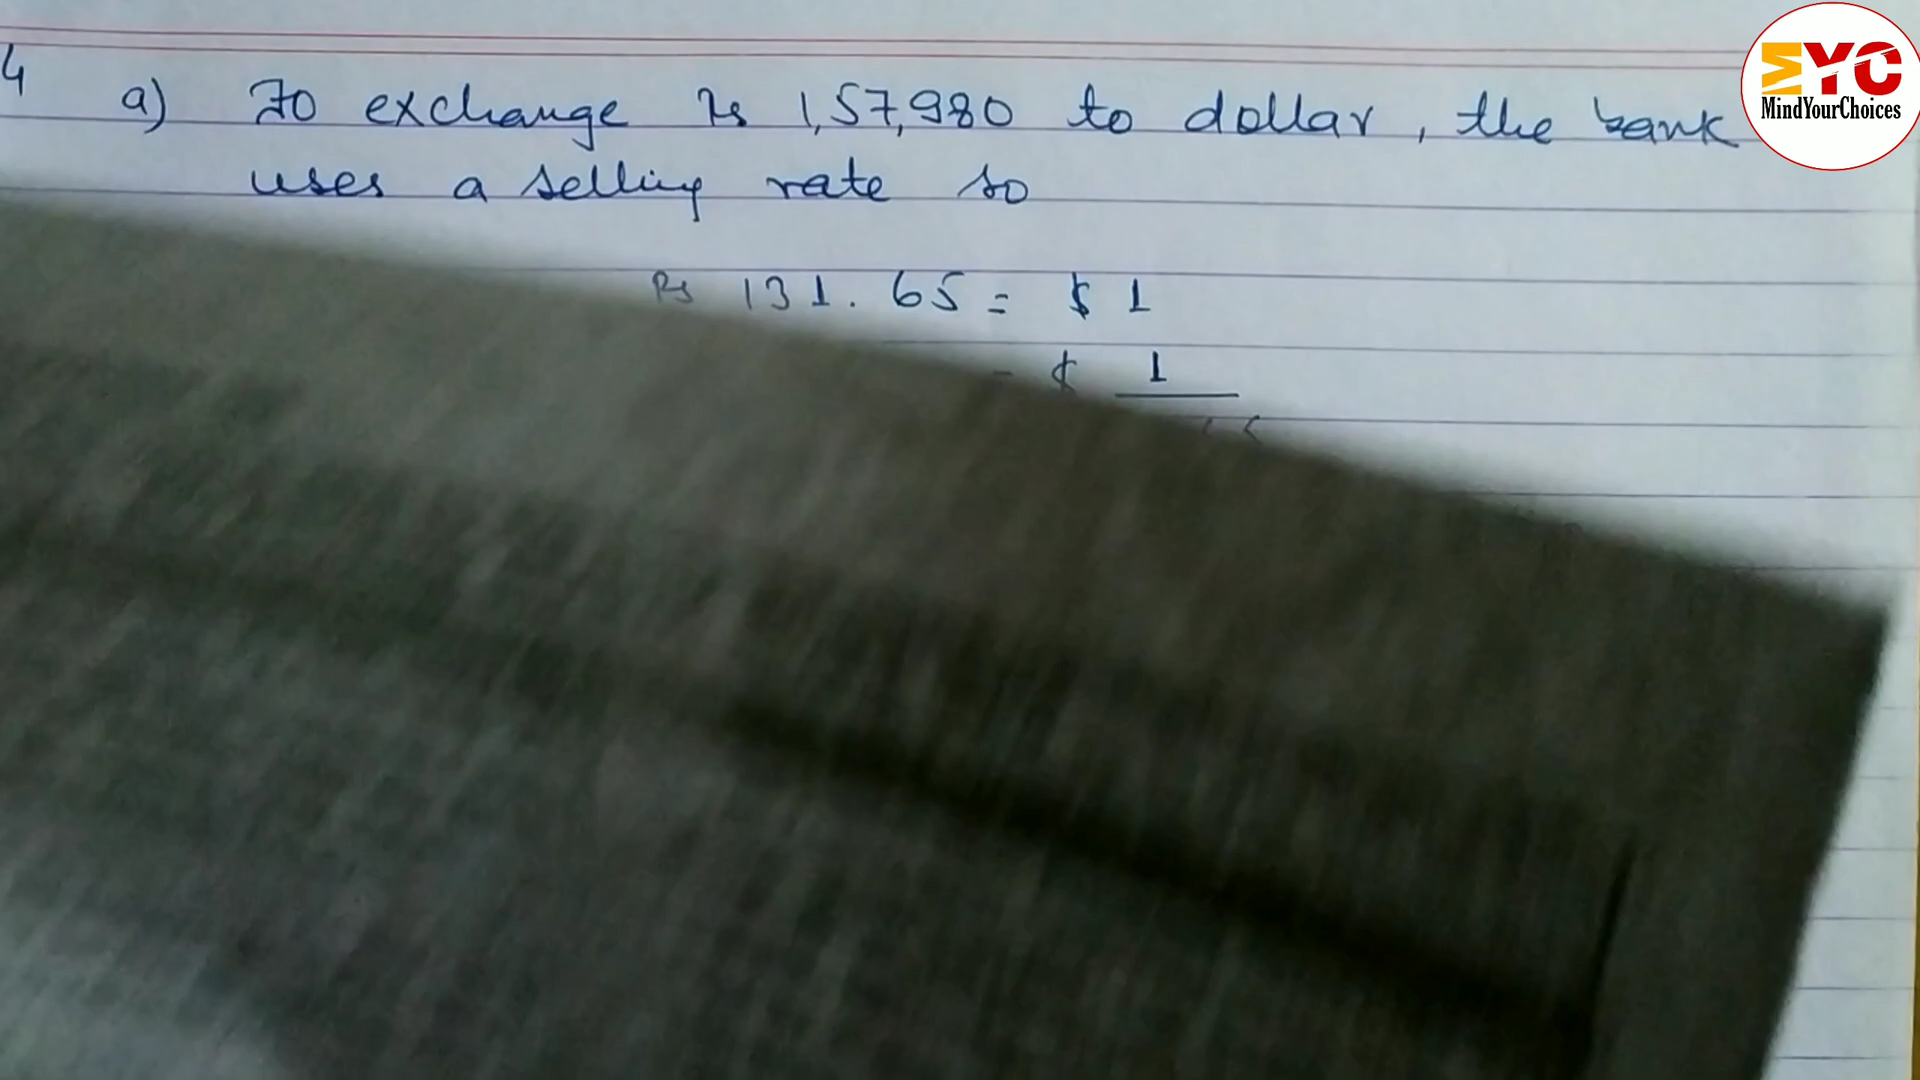 4
a) To exchange Rs 1,57,980 to dollar, the bank
uses a selling rate so
Rs 131.65 = $ 1
= $ 1
MYC
MindYourChoices